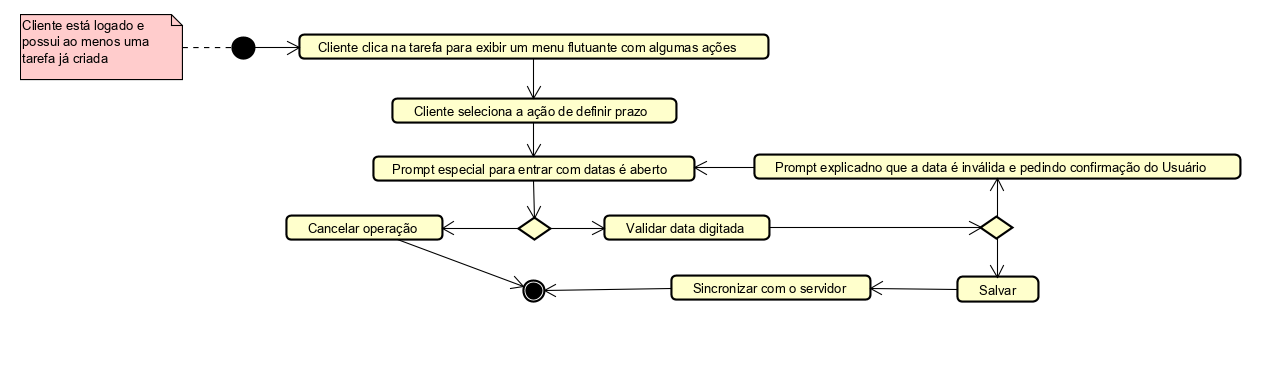 Cliente está logado e
possui ao menos uma
tarefa já criada
Cliente clica na tarefa para exibir um menu flutuante com algumas ações
Cliente seleciona a ação de definir prazo
Prompt especial para entrar com datas é aberto
Prompt explicadno que a data é inválida e pedindo confirmação do Usuário
Cancelar operação
Validar data digitada
Sincronizar com o servidor
Salvar